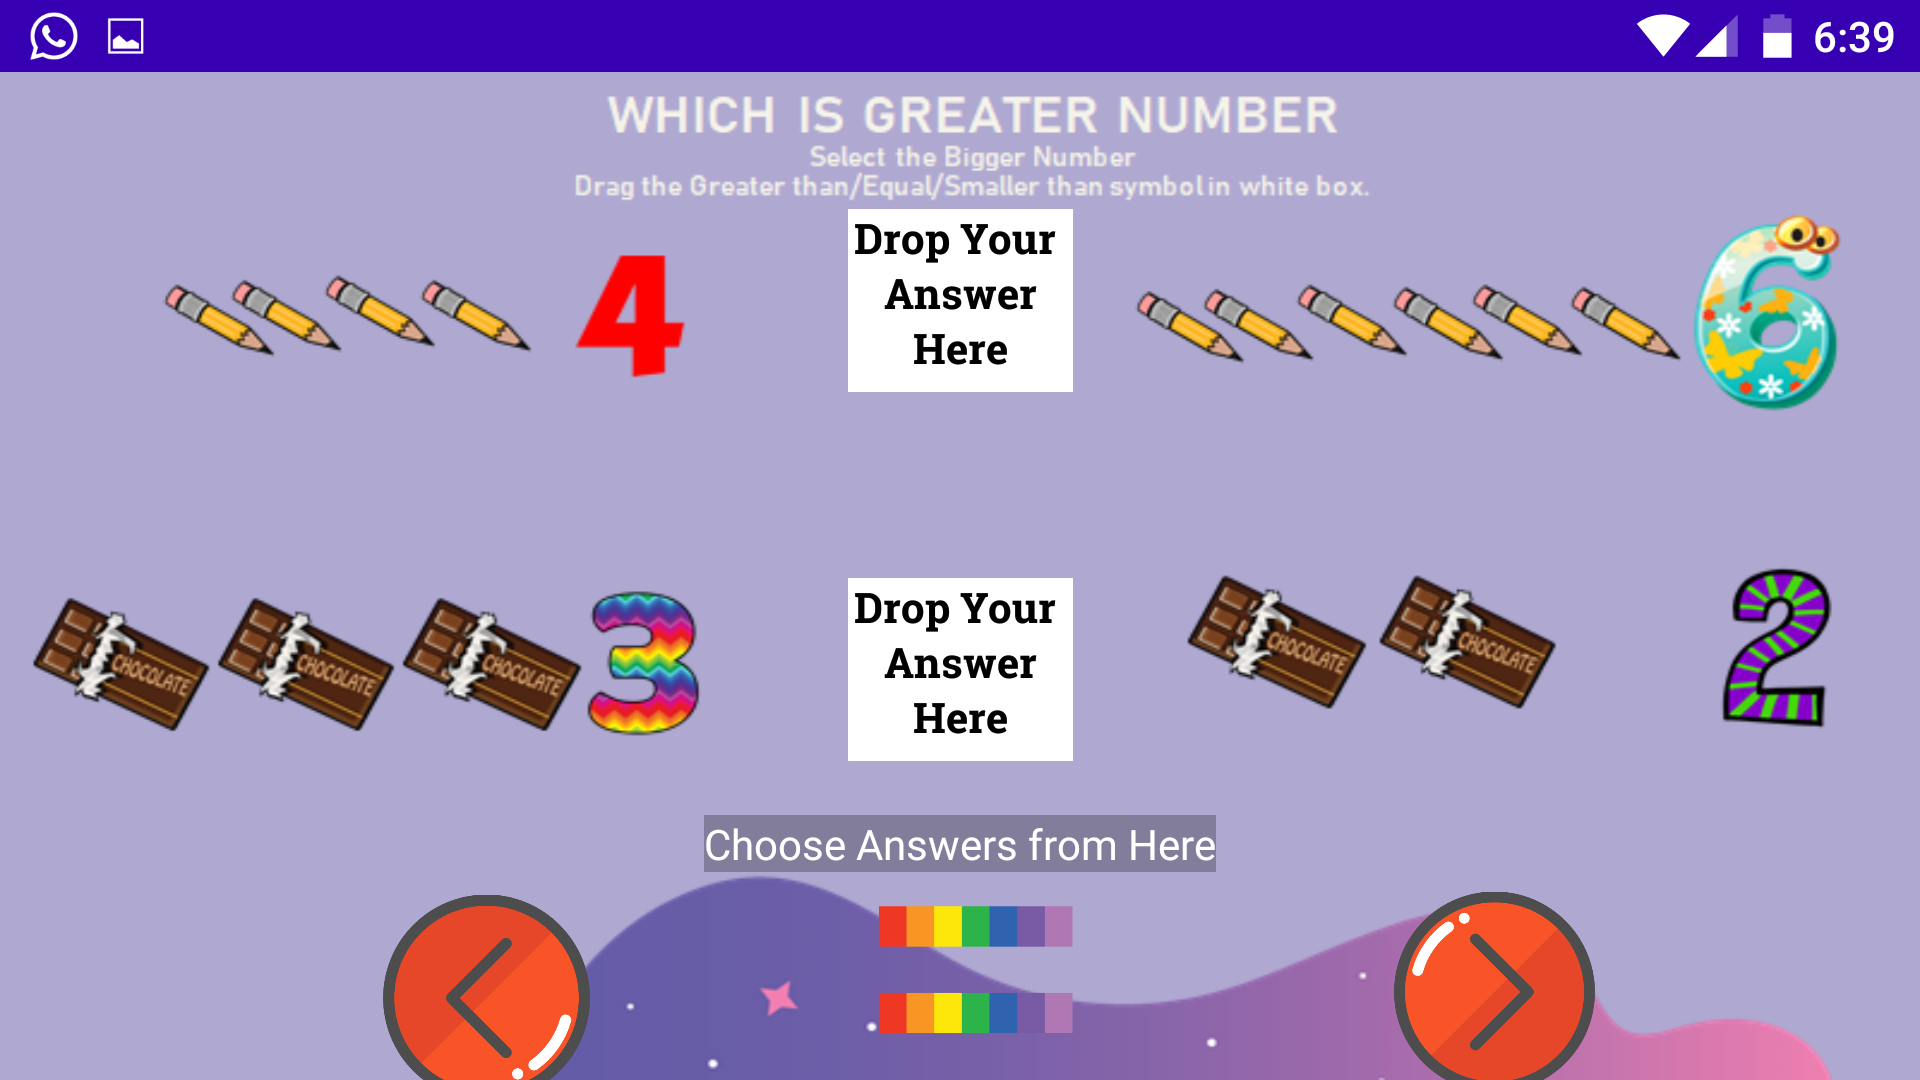 6:39
WHICH IS GREATER NUMBER
Select the Bigger Number
Drag the Greater than/Equal/Smaller than symbol in white box.
4
Drop Your
Answer
Here
6
CHOCOLATE
CHOCOLATE
CHOCOLATE
3
Drop Your
Answer
Here
CHOCOLATE
CHOCOLATE
2
Choose Answers from Here